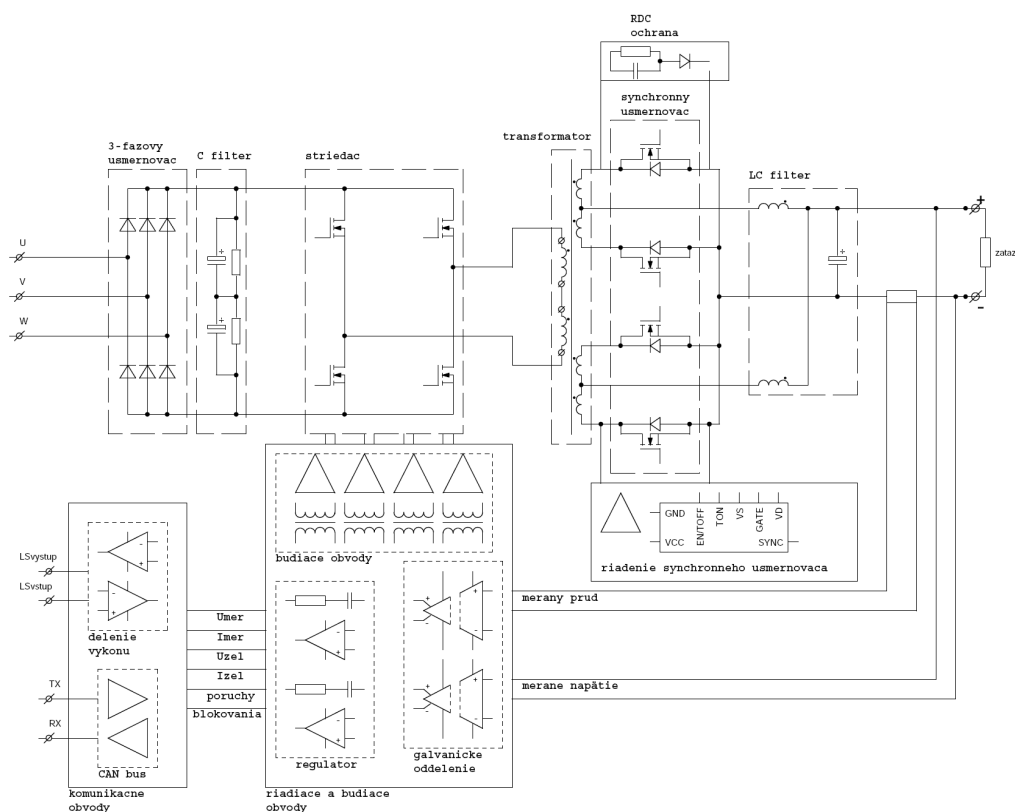 RDC
ochrana
synchronny
usmernovac
transformator
3-fazovy
usmernovac
C filter
striedac
LC filter
+
U
V
W
zataz
-
GND
VCC
EN/TOFF
TON
VS
GATE
VD
SYNC
riadenie synchronneho usmernovaca
budiace obvody
LSvystup
LSvstup
delenie
vykonu
TX
RX
CAN bus
komunikacne
obvody
Umer
Imer
Uzel
Izel
poruchy
blokovania
regulator
galvanicke
oddelenie
riadiace a budiace
obvody
merany prud
merane napätie